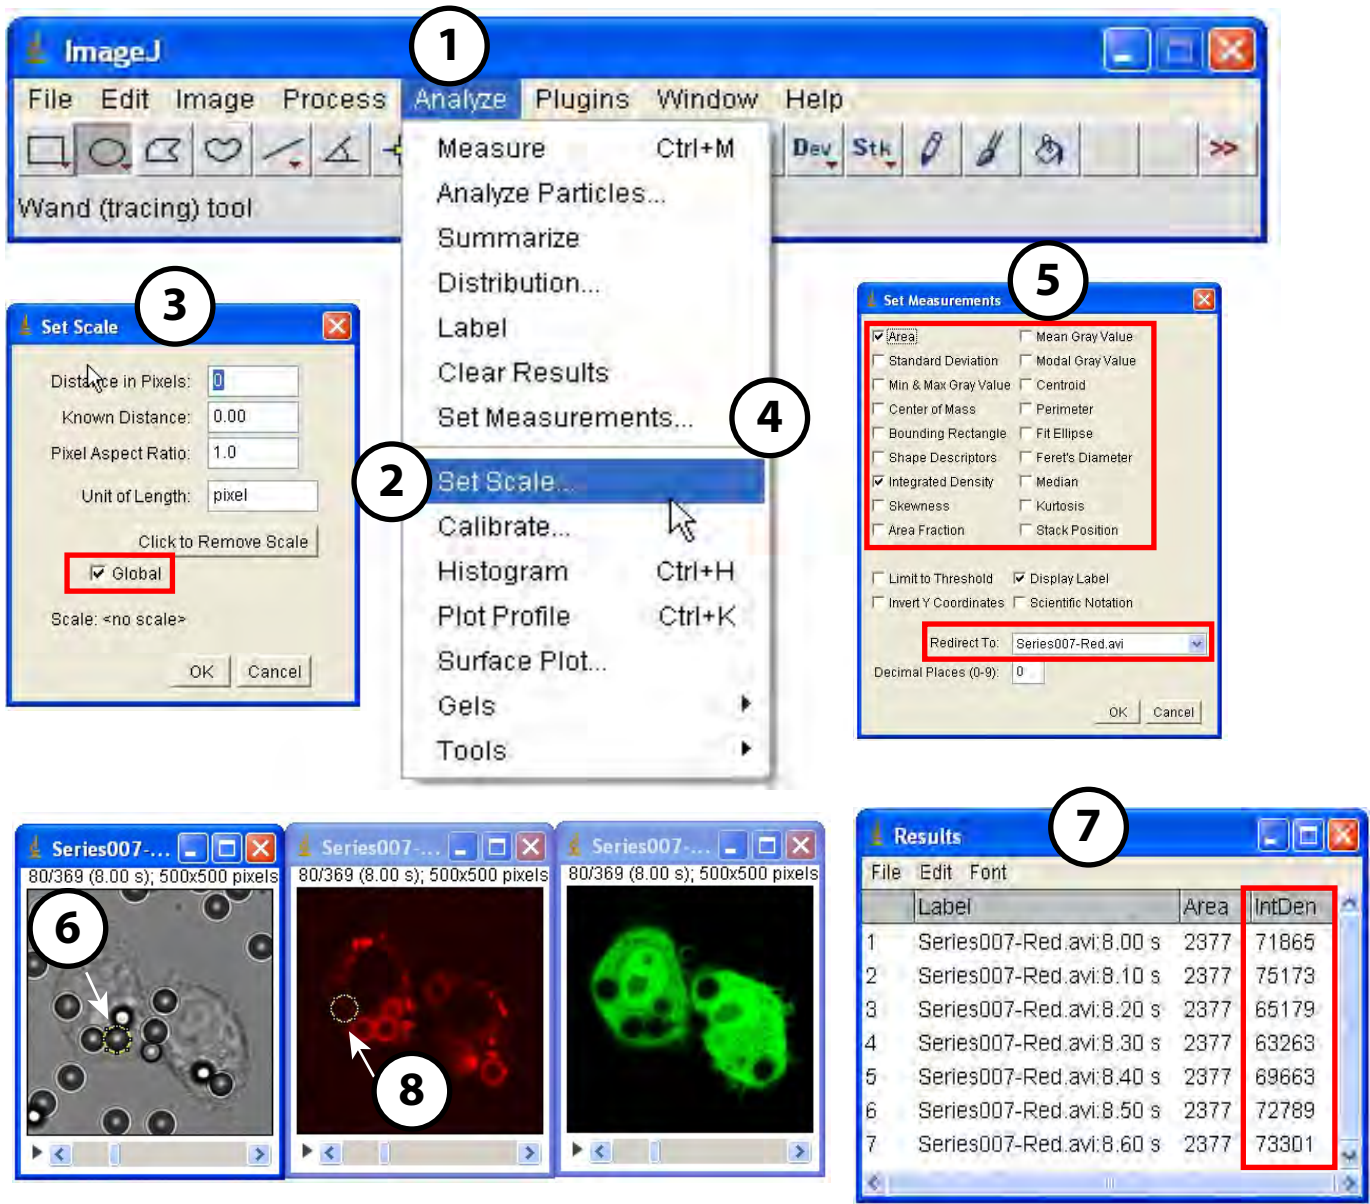 1
ImageJ
File Edit Image Process Analyze Plugins Window Help
Dev Stk >>
Wand (tracing) tool
Measure Ctrl+M
Analyze Particles...
Summarize
Distribution...
Label
Clear Results
Set Measurements...
4
2
Set Scale...
Calibrate...
Histogram Ctrl+H
Plot Profile Ctrl+K
Surface Plot...
Gels
Tools
3
Set Scale
Distance in Pixels: 0
Known Distance: 0.00
Pixel Aspect Ratio: 1.0
Unit of Length: pixel
Click to Remove Scale
Global
Scale: <no scale>
OK Cancel
5
Set Measurements
Area Mean Gray Value
Standard Deviation Modal Gray Value
Min & Max Gray Value Centroid
Center of Mass Perimeter
Bounding Rectangle Fit Ellipse
Shape Descriptors Feret's Diameter
Integrated Density Median
Skewness Kurtosis
Area Fraction Stack Position
Limit to Threshold Display Label
Invert Y Coordinates Scientific Notation
Redirect To: Series007-Red.avi
Decimal Places (0-9): 0
OK Cancel
Series007-...
80/369 (8.00 s); 500x500 pixels
6
Series007-...
80/369 (8.00 s); 500x500 pixels
8
Series007-...
80/369 (8.00 s); 500x500 pixels
7
Results
File Edit Font
Label Area IntDen
1 Series007-Red.avi:8.00 s 2377 71865
2 Series007-Red.avi:8.10 s 2377 75173
3 Series007-Red.avi:8.20 s 2377 65179
4 Series007-Red.avi:8.30 s 2377 63263
5 Series007-Red.avi:8.40 s 2377 69663
6 Series007-Red.avi:8.50 s 2377 72789
7 Series007-Red.avi:8.60 s 2377 73301